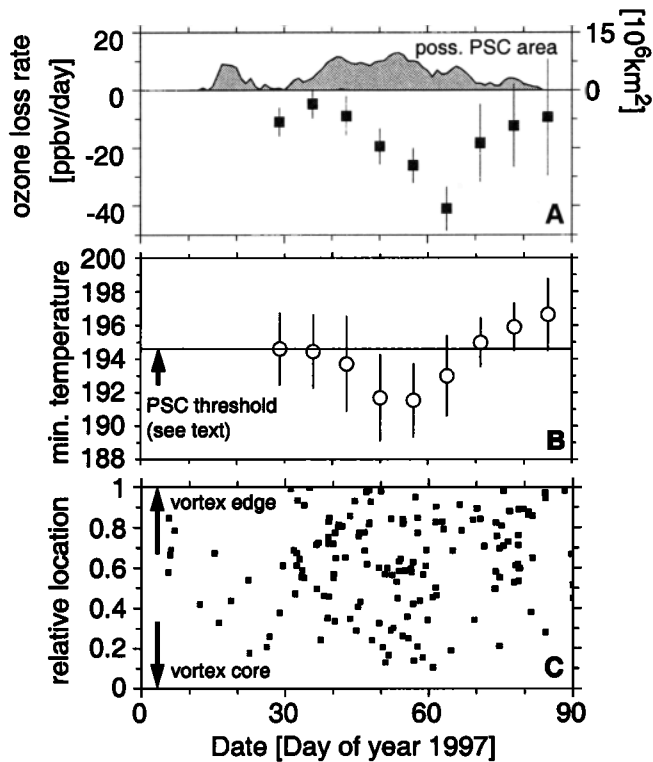 20
0
-20
-40
ozone loss rate
[ppbv/day]
poss. PSC area
15
0
[10⁶km²]
A
200
198
196
194
192
190
188
min. temperature
PSC threshold
(see text)
B
1
0.8
0.6
0.4
0.2
0
relative location
vortex edge
vortex core
C
0
30
60
90
Date [Day of year 1997]